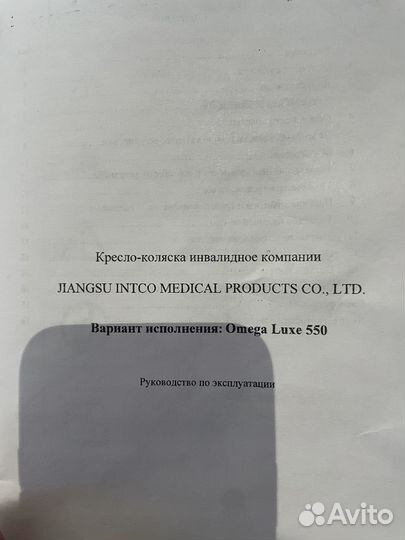 Кресло-коляска инвалидное компании
JIANGSU INTCO MEDICAL PRODUCTS CO., LTD.
Вариант исполнения: Omega Luxe 550
Руководство по эксплуатации
Avito